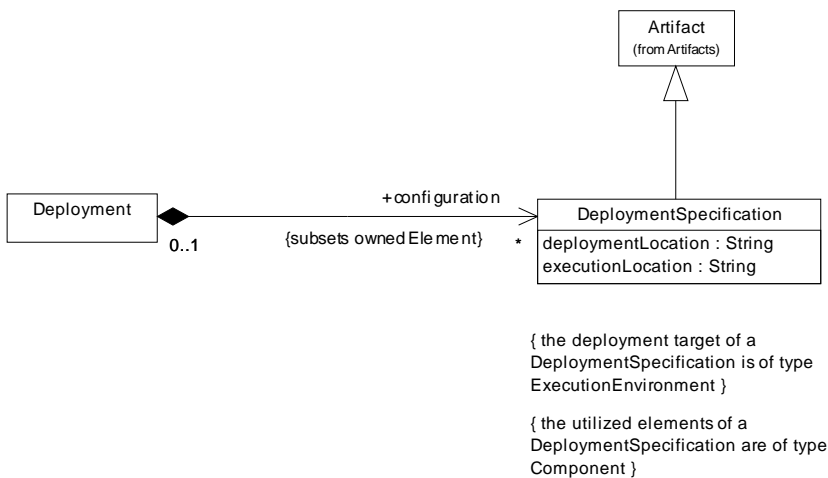 Artifact
(from Artifacts)
+configuration
Deployment
DeploymentSpecification
0..1
{subsets ownedElement}
*
deploymentLocation : String
executionLocation : String
{ the deployment target of a
DeploymentSpecification is of type
ExecutionEnvironment }
{ the utilized elements of a
DeploymentSpecification are of type
Component }